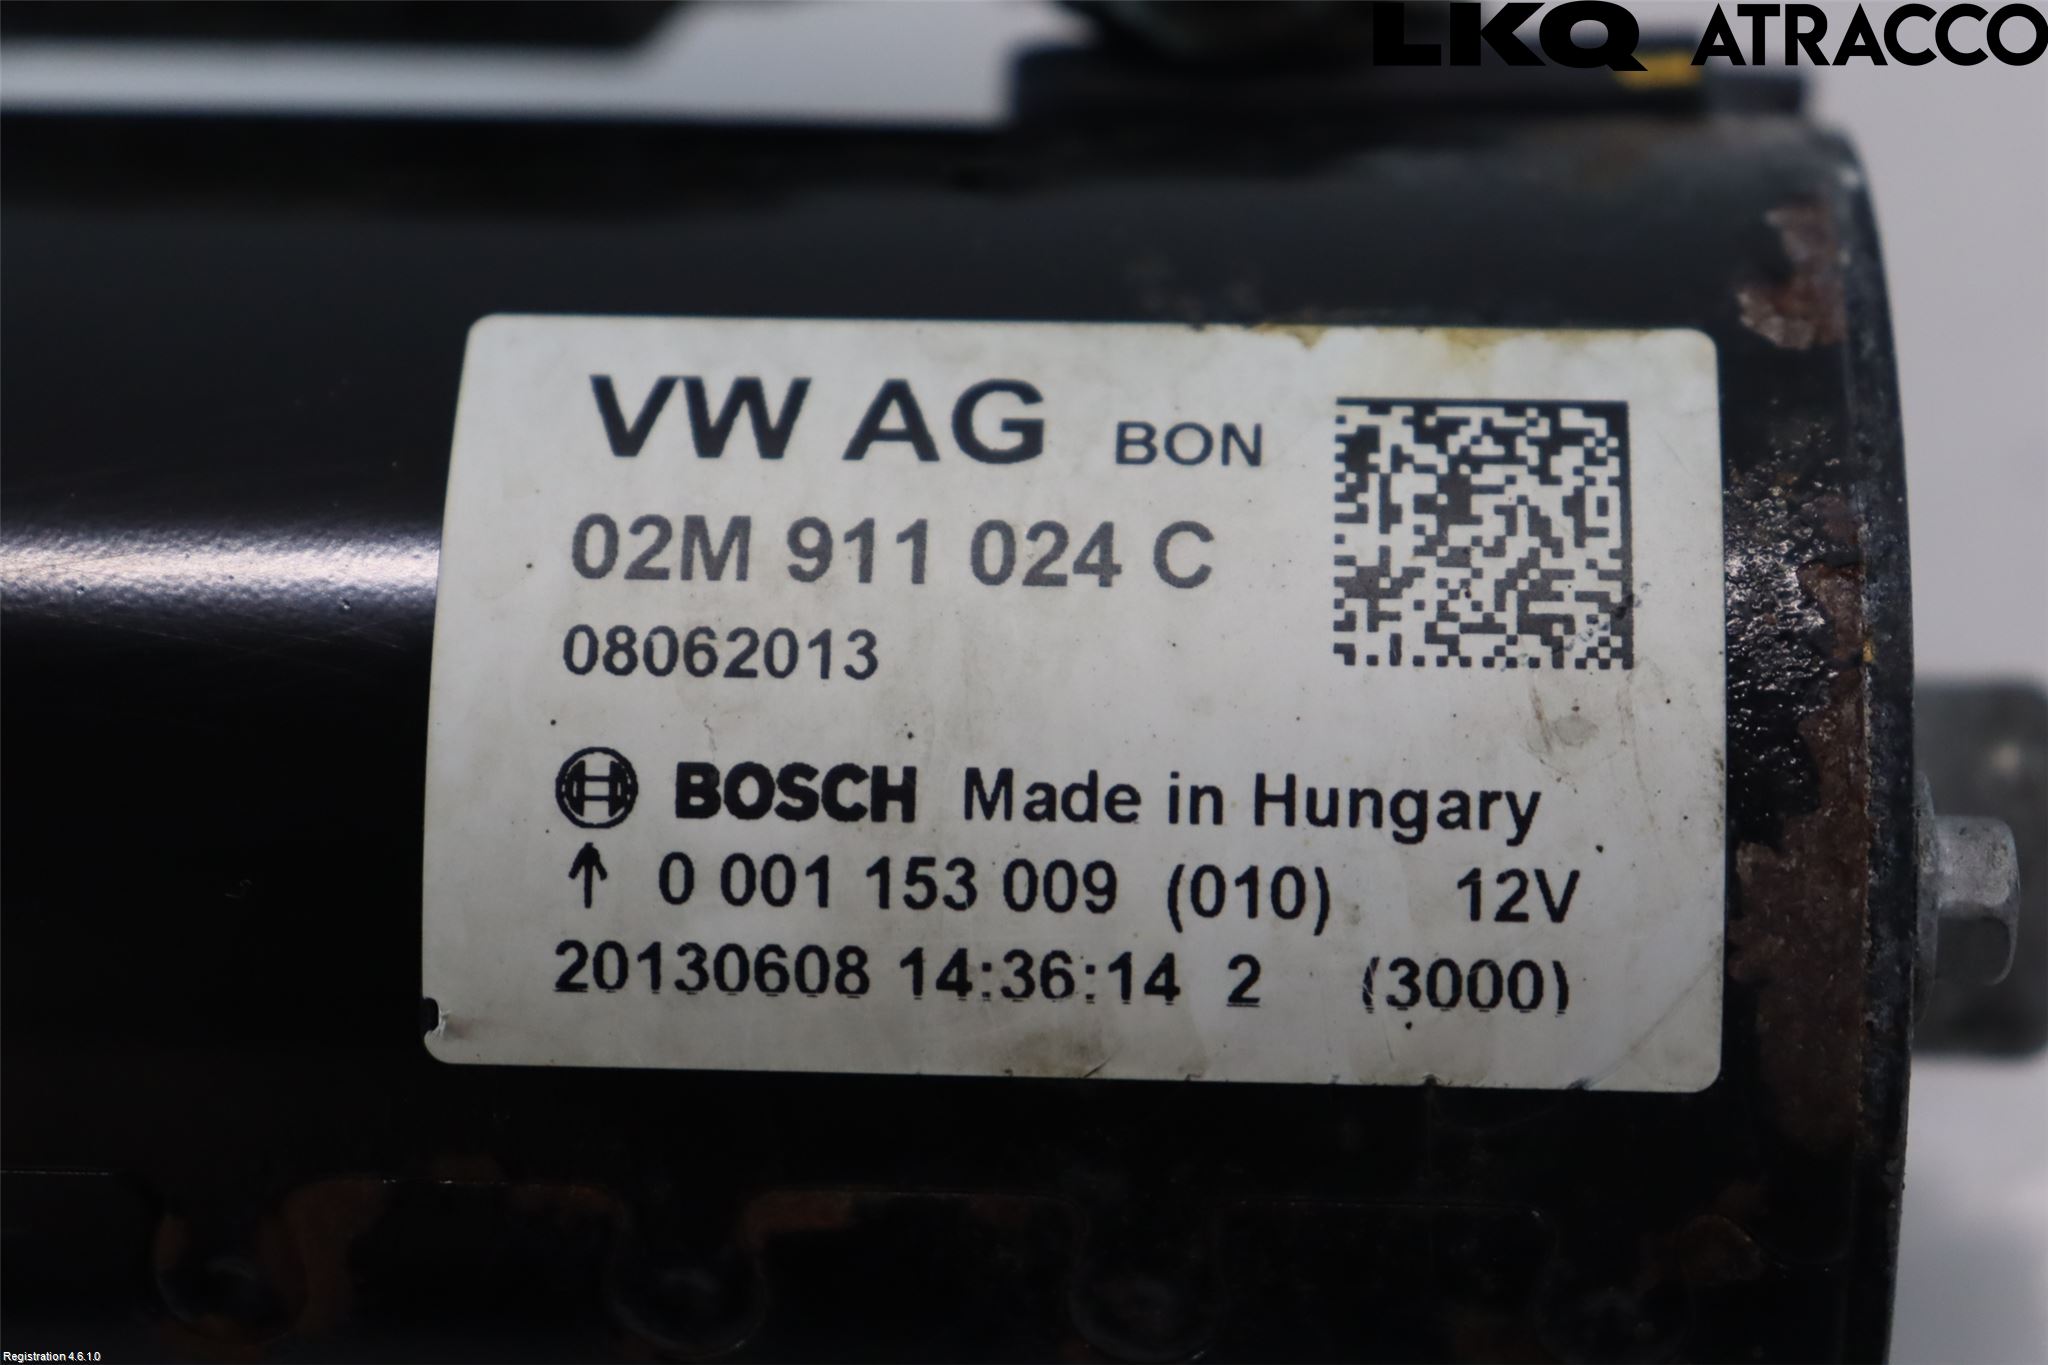 LKQ ATRACCO
VW AG BON
02M 911 024 C
08062013
BOSCH Made in Hungary
↑ 0 001 153 009 (010) 12V
20130608 14:36:14 2 (3000)
Registration 4.6.1.0